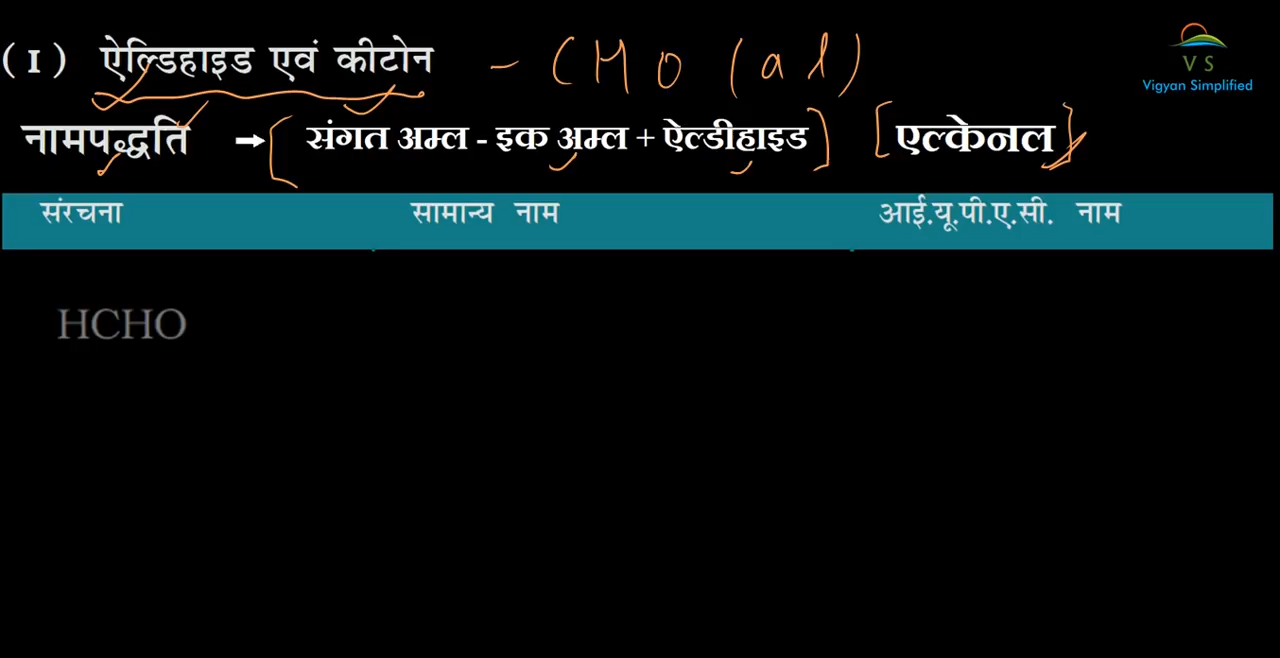 (I) ऐल्डिहाइड एवं कीटोन - CHO (al)
VS
Vigyan Simplified
नामपद्धति → [संगत अम्ल - इक अम्ल + ऐल्डीहाइड] [एल्केनल]
संरचना सामान्य नाम आई.यू.पी.ए.सी. नाम
HCHO